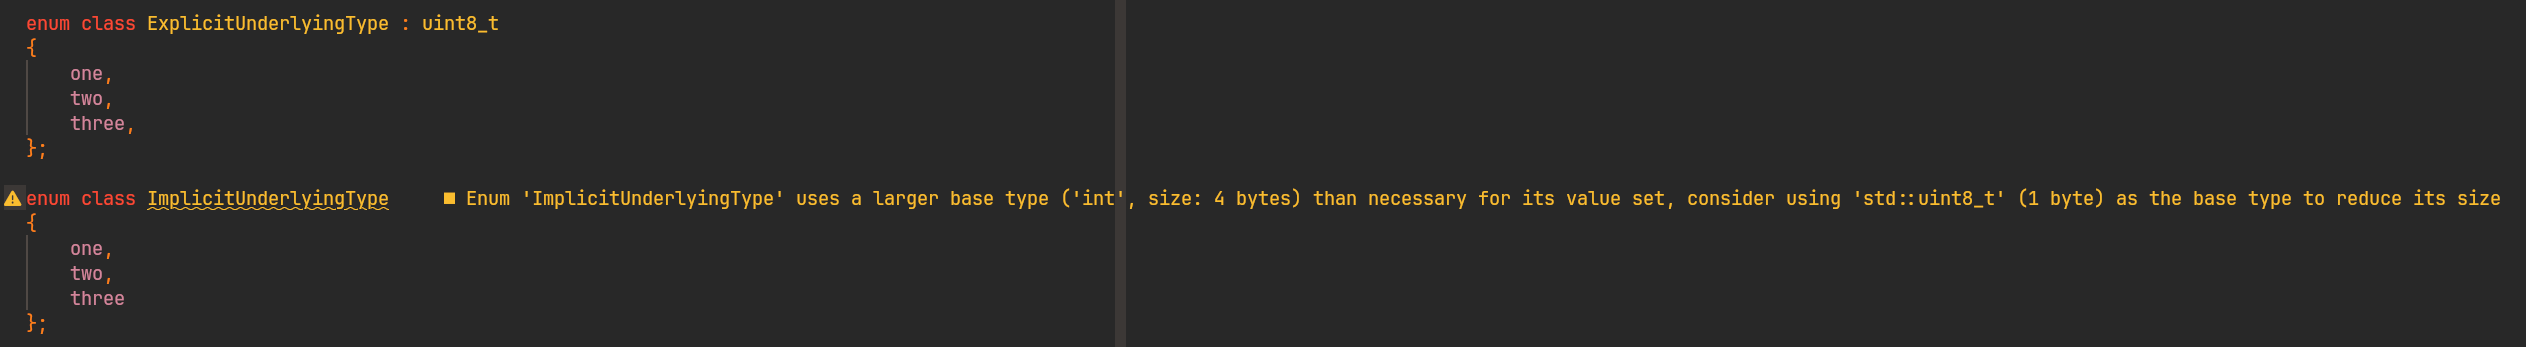 enum class ExplicitUnderlyingType : uint8_t
{
    one,
    two,
    three,
};
enum class ImplicitUnderlyingType ■ Enum 'ImplicitUnderlyingType' uses a larger base type ('int', size: 4 bytes) than necessary for its value set, consider using 'std::uint8_t' (1 byte) as the base type to reduce its size
{
    one,
    two,
    three
};